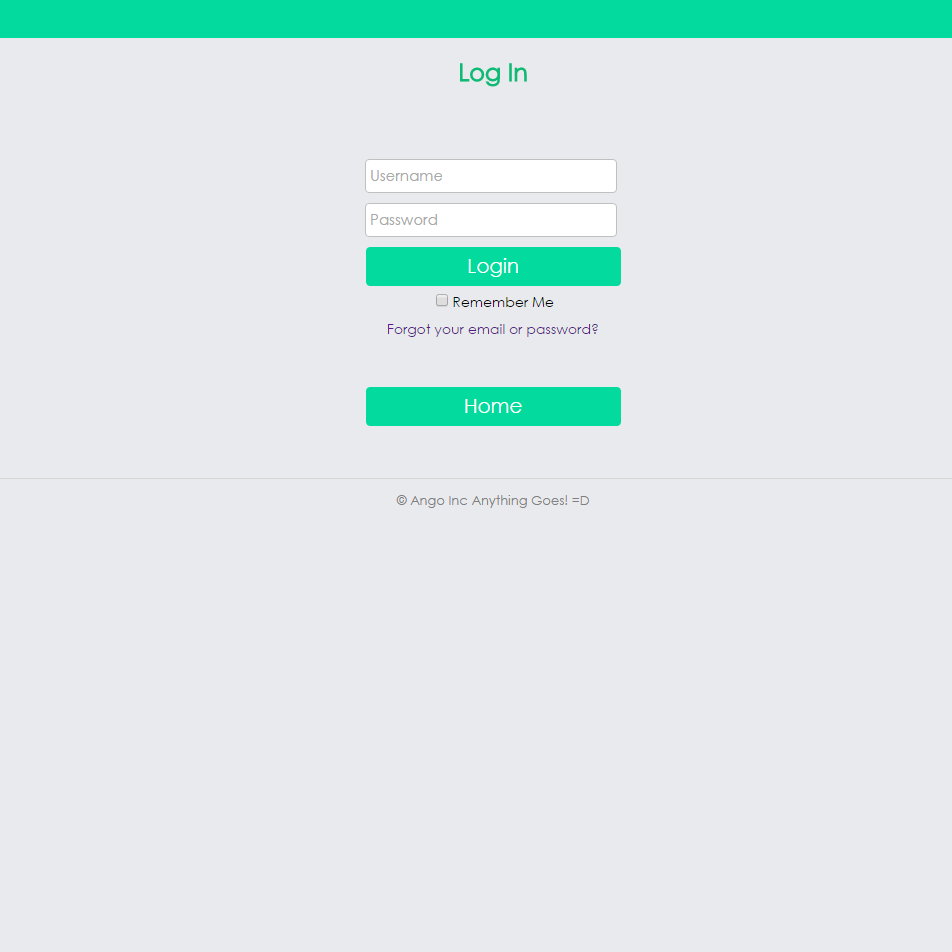 Log In
Username
Password
Login
Remember Me
Forgot your email or password?
Home
© Ango Inc Anything Goes! =D